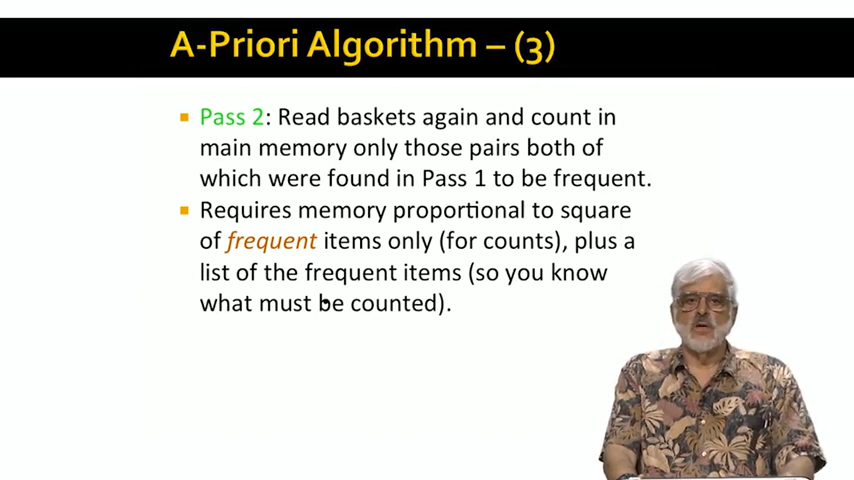 A-Priori Algorithm – (3)
Pass 2: Read baskets again and count in
main memory only those pairs both of
which were found in Pass 1 to be frequent.
Requires memory proportional to square
of frequent items only (for counts), plus a
list of the frequent items (so you know
what must be counted).